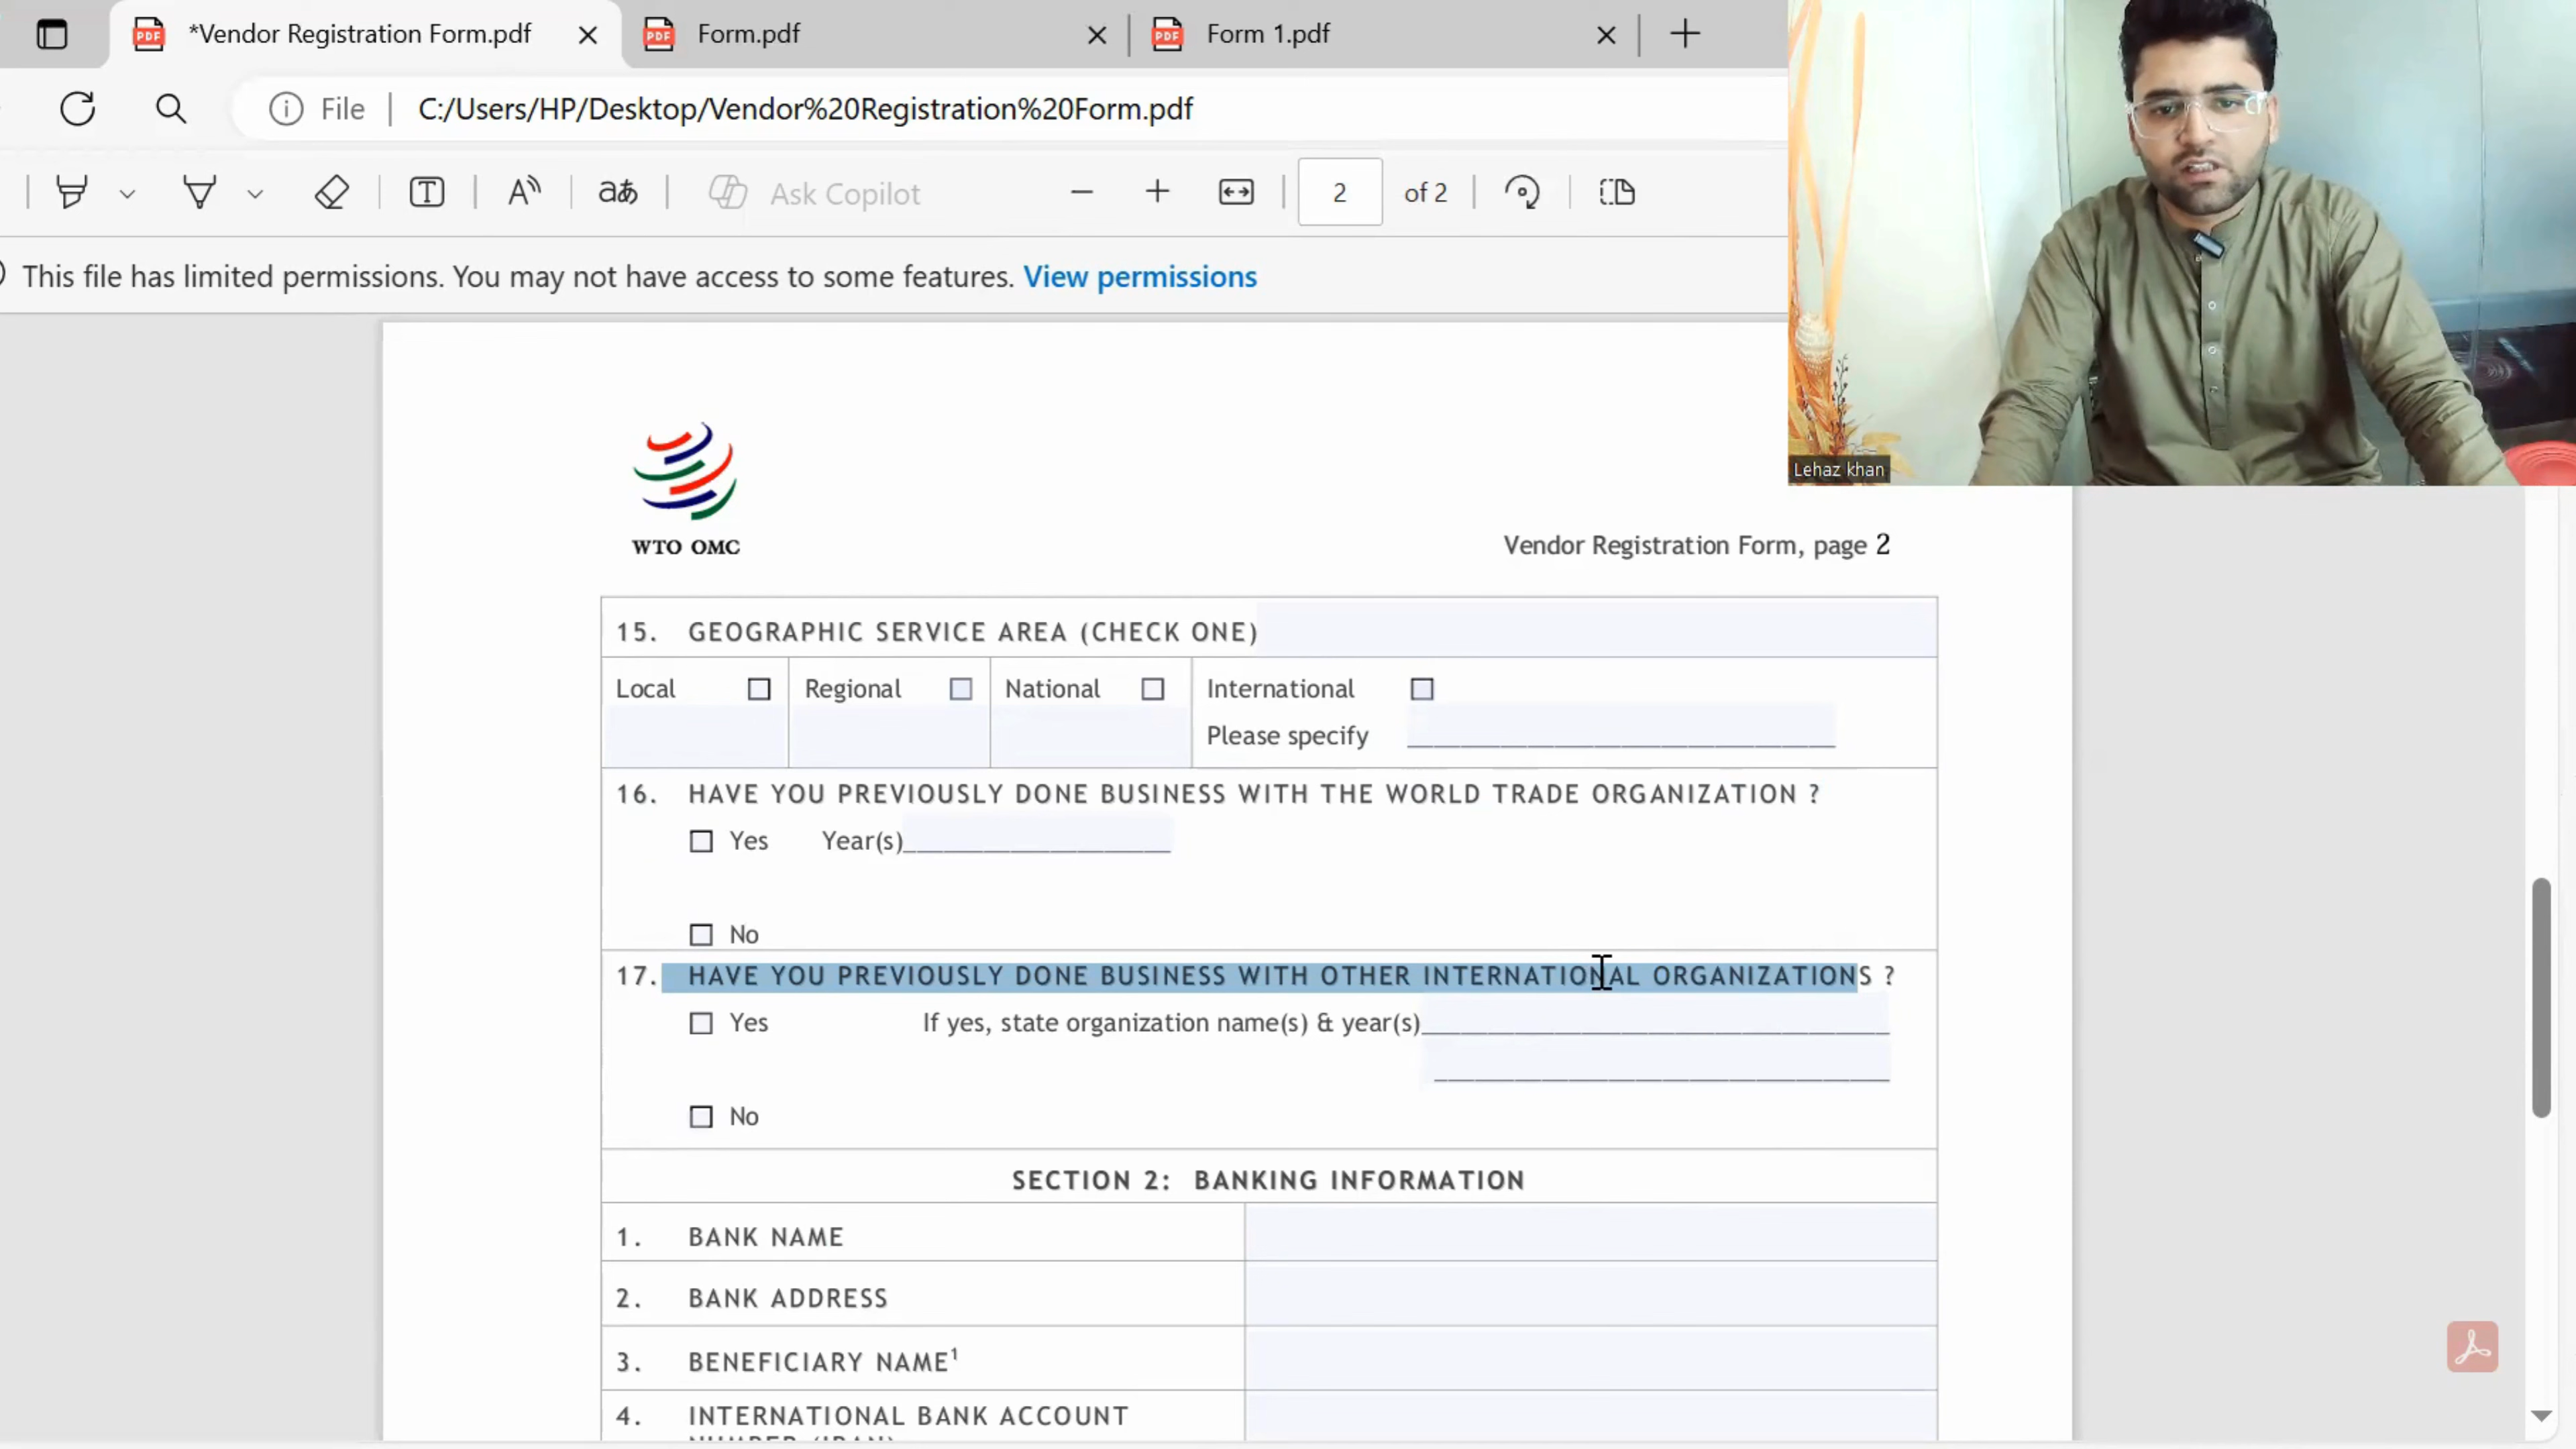 *Vendor Registration Form.pdf
Form.pdf
Form 1.pdf
File
C:/Users/HP/Desktop/Vendor%20Registration%20Form.pdf
aあ
Ask Copilot
2 of 2
This file has limited permissions. You may not have access to some features. View permissions
Lehaz khan
WTO OMC
Vendor Registration Form, page 2
15. GEOGRAPHIC SERVICE AREA (CHECK ONE)
Local
Regional
National
International
Please specify
16. HAVE YOU PREVIOUSLY DONE BUSINESS WITH THE WORLD TRADE ORGANIZATION ?
Yes Year(s)
No
17. HAVE YOU PREVIOUSLY DONE BUSINESS WITH OTHER INTERNATIONAL ORGANIZATIONS ?
Yes If yes, state organization name(s) & year(s)
No
SECTION 2: BANKING INFORMATION
1. BANK NAME
2. BANK ADDRESS
3. BENEFICIARY NAME¹
4. INTERNATIONAL BANK ACCOUNT